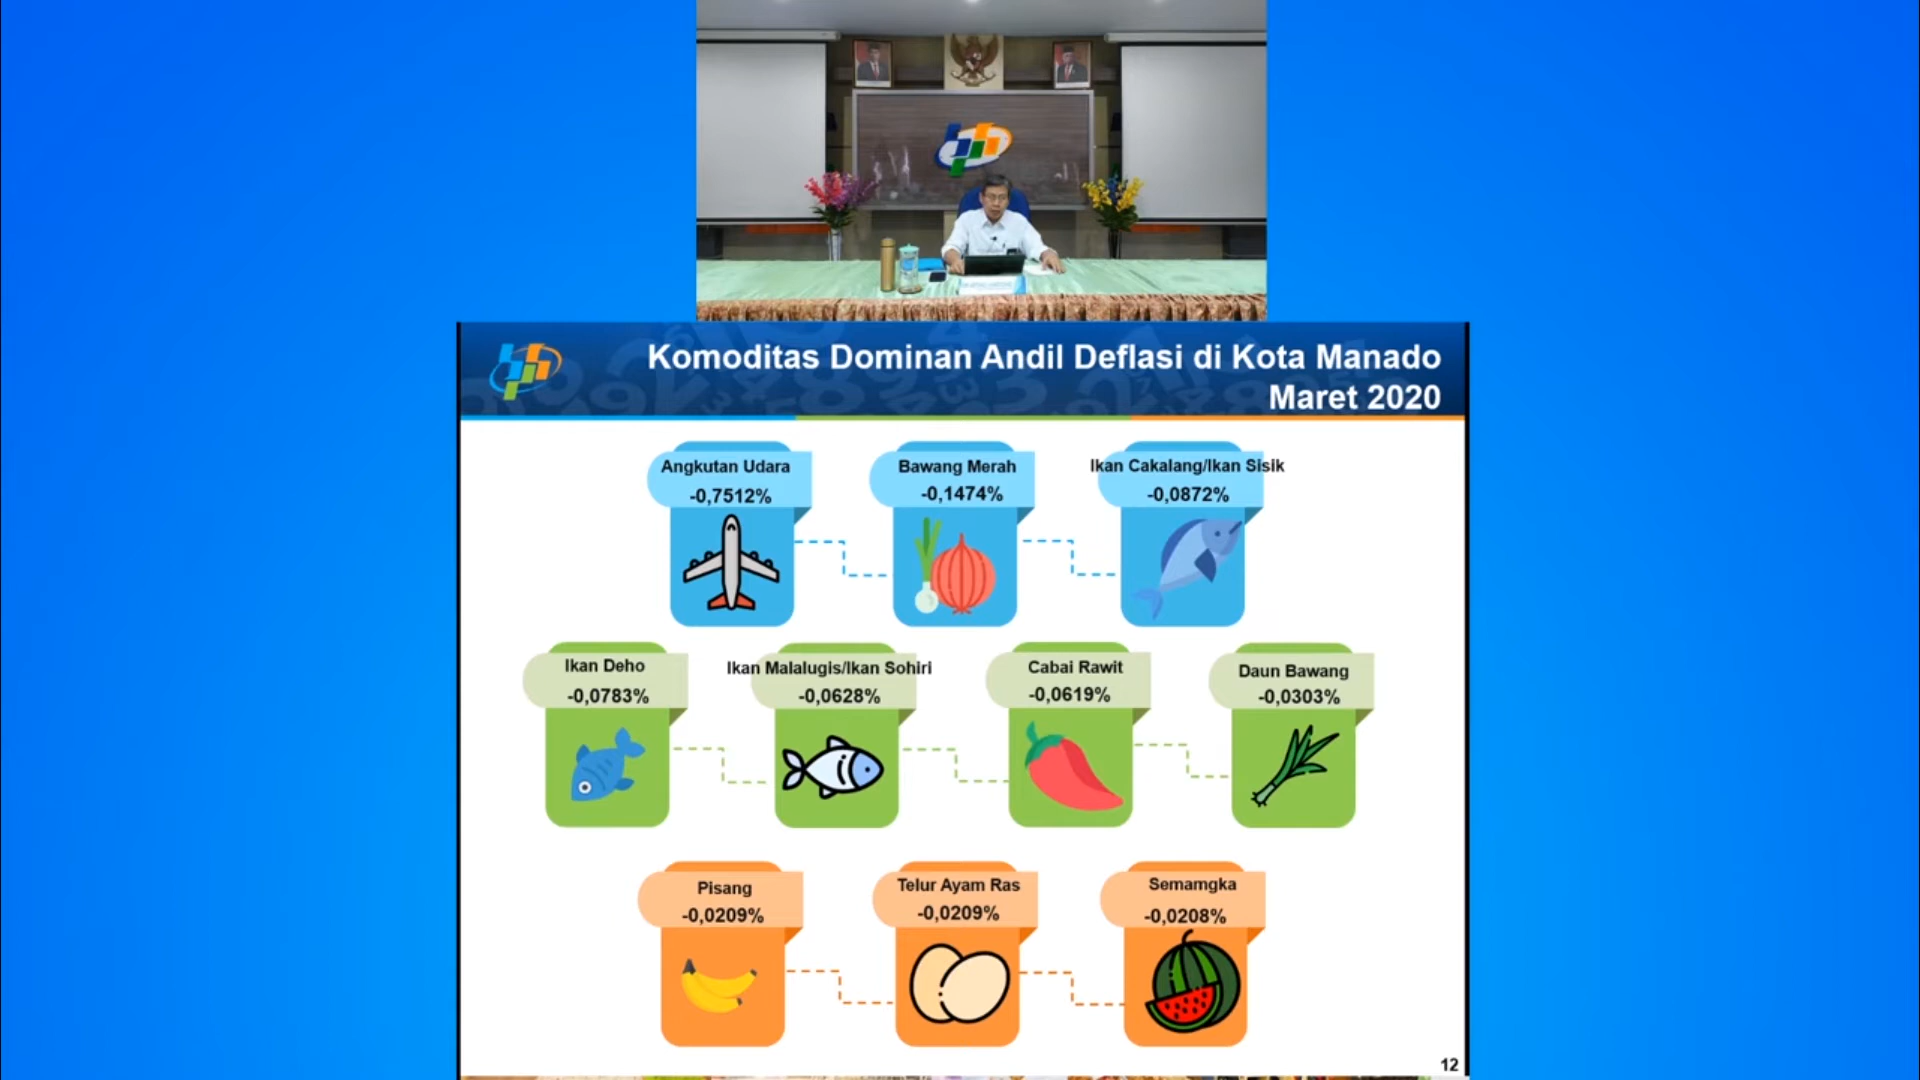 Komoditas Dominan Andil Deflasi di Kota Manado
Maret 2020
Angkutan Udara
-0,7512%
Bawang Merah
-0,1474%
Ikan Cakalang/Ikan Sisik
-0,0872%
Ikan Deho
-0,0783%
Ikan Malalugis/Ikan Sohiri
-0,0628%
Cabai Rawit
-0,0619%
Daun Bawang
-0,0303%
Pisang
-0,0209%
Telur Ayam Ras
-0,0209%
Semamgka
-0,0208%
12